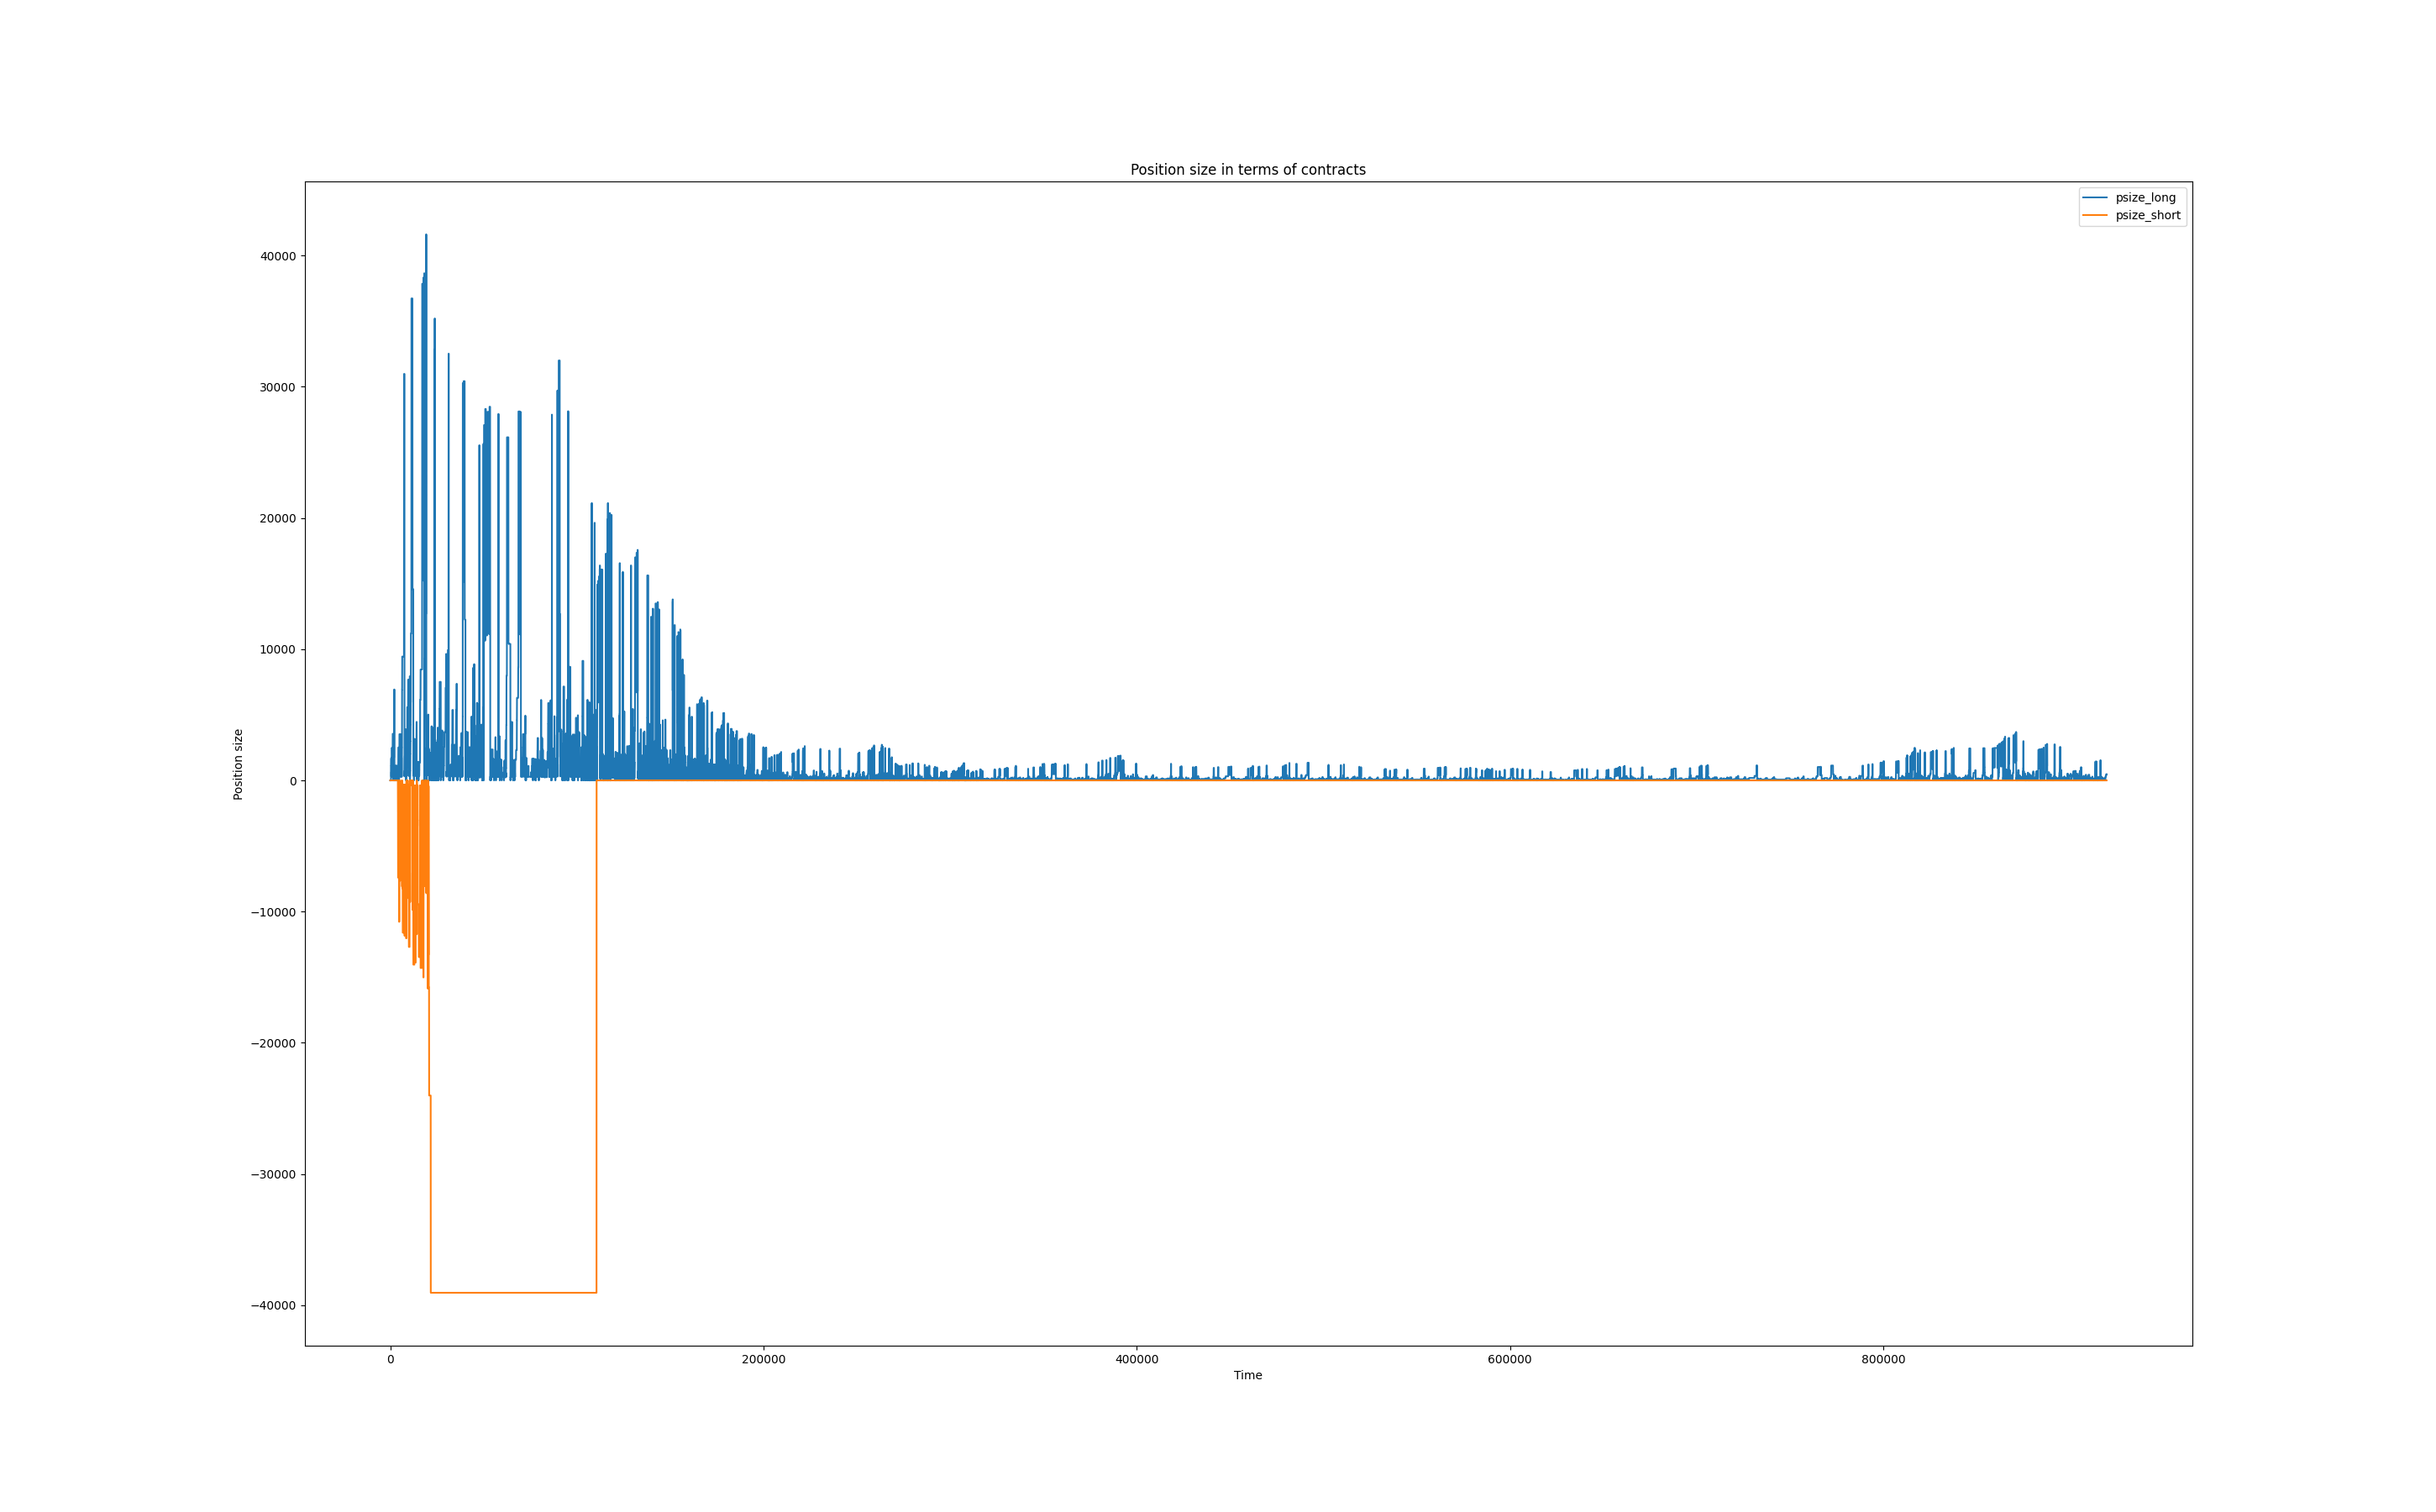 Position size in terms of contracts
psize_long
psize_short
40000
30000
20000
10000
0
−10000
−20000
−30000
−40000
Position size
0 200000 400000 600000 800000
Time